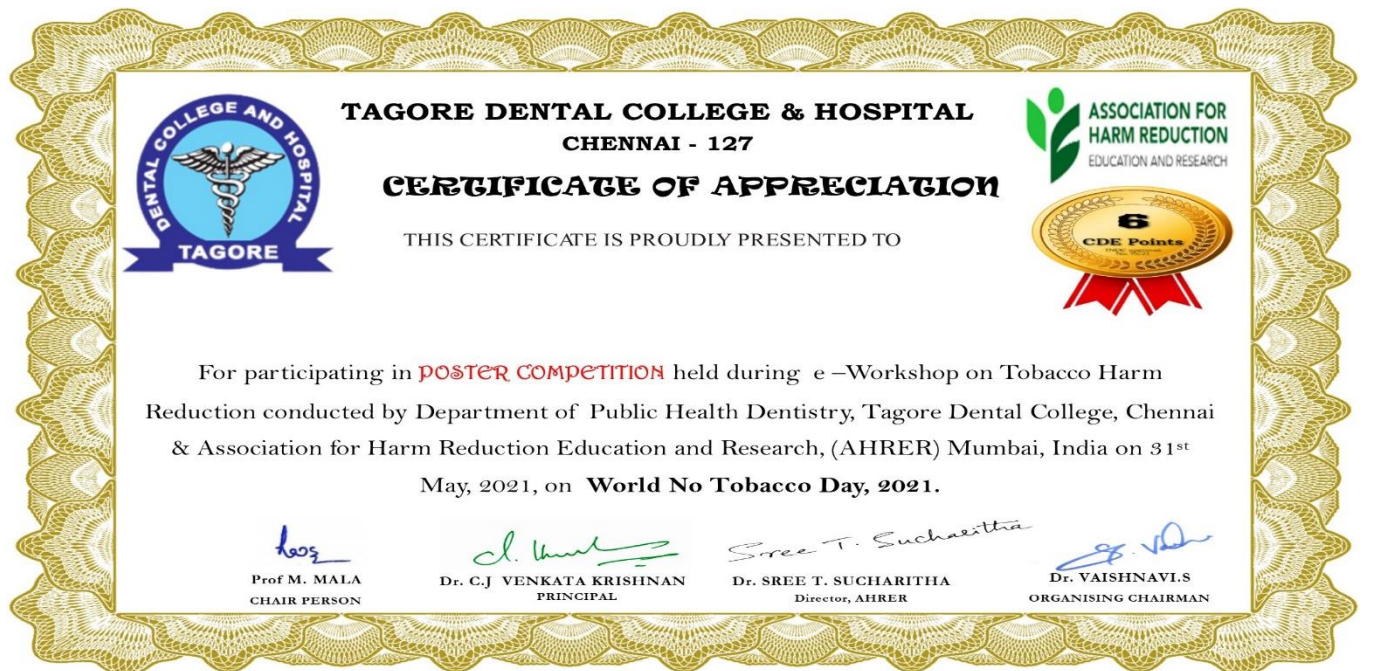 DENTAL COLLEGE AND HOSPITAL
TAGORE
TAGORE DENTAL COLLEGE & HOSPITAL
CHENNAI - 127
CERTIFICATE OF APPRECIATION
THIS CERTIFICATE IS PROUDLY PRESENTED TO
ASSOCIATION FOR
HARM REDUCTION
EDUCATION AND RESEARCH
6
CDE Points
For participating in POSTER COMPETITION held during e –Workshop on Tobacco Harm
Reduction conducted by Department of Public Health Dentistry, Tagore Dental College, Chennai
& Association for Harm Reduction Education and Research, (AHRER) Mumbai, India on 31st
May, 2021, on World No Tobacco Day, 2021.
Sree T. Sucharittha
Prof M. MALA
CHAIR PERSON
Dr. C.J VENKATA KRISHNAN
PRINCIPAL
Dr. SREE T. SUCHARITHA
Director, AHRER
Dr. VAISHNAVI.S
ORGANISING CHAIRMAN